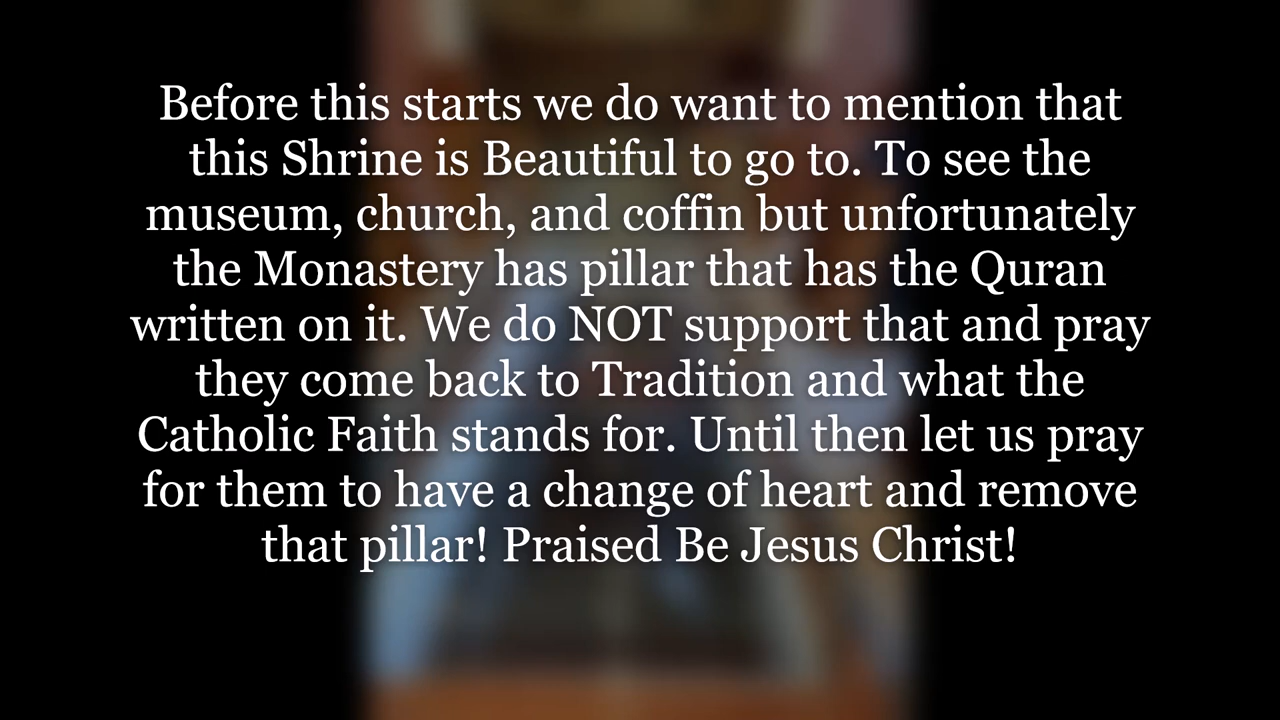 Before this starts we do want to mention that
this Shrine is Beautiful to go to. To see the
museum, church, and coffin but unfortunately
the Monastery has pillar that has the Quran
written on it. We do NOT support that and pray
they come back to Tradition and what the
Catholic Faith stands for. Until then let us pray
for them to have a change of heart and remove
that pillar! Praised Be Jesus Christ!